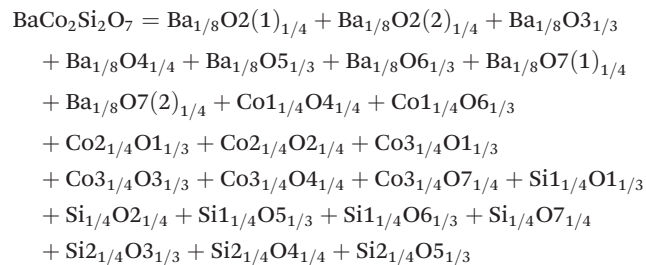 BaCo₂Si₂O₇ = Ba₁/₈O2(1)₁/₄ + Ba₁/₈O2(2)₁/₄ + Ba₁/₈O3₁/₃
+ Ba₁/₈O4₁/₄ + Ba₁/₈O5₁/₃ + Ba₁/₈O6₁/₃ + Ba₁/₈O7(1)₁/₄
+ Ba₁/₈O7(2)₁/₄ + Co1₁/₄O4₁/₄ + Co1₁/₄O6₁/₃
+ Co2₁/₄O1₁/₃ + Co2₁/₄O2₁/₄ + Co3₁/₄O1₁/₃
+ Co3₁/₄O3₁/₃ + Co3₁/₄O4₁/₄ + Co3₁/₄O7₁/₄ + Si1₁/₄O1₁/₃
+ Si₁/₄O2₁/₄ + Si1₁/₄O5₁/₃ + Si1₁/₄O6₁/₃ + Si₁/₄O7₁/₄
+ Si2₁/₄O3₁/₃ + Si2₁/₄O4₁/₄ + Si2₁/₄O5₁/₃